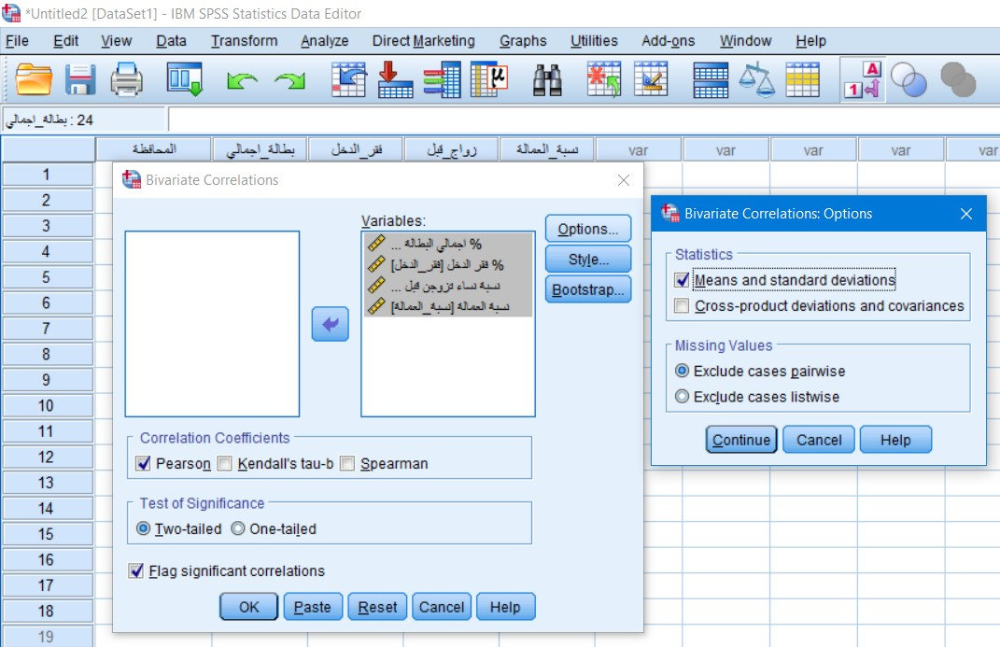 *Untitled2 [DataSet1] - IBM SPSS Statistics Data Editor
File Edit View Data Transform Analyze Direct Marketing Graphs Utilities Add-ons Window Help
24 : بطالة_اجمالي
المحافظة بطالة_اجمالي فقر_الدخل زواج_قبل نسبة_العمالة var var var var var
1
2
3
4
5
6
7
8
9
10
11
12
13
14
15
16
17
18
19
Bivariate Correlations
Variables:
% اجمالي البطالة ...
% فقر الدخل [فقر_الدخل]
نسبة نساء تزوجن قبل ...
نسبة العمالة [نسبة_العمالة]
Options...
Style...
Bootstrap...
Correlation Coefficients
Pearson Kendall's tau-b Spearman
Test of Significance
Two-tailed One-tailed
Flag significant correlations
OK Paste Reset Cancel Help
Bivariate Correlations: Options
Statistics
Means and standard deviations
Cross-product deviations and covariances
Missing Values
Exclude cases pairwise
Exclude cases listwise
Continue Cancel Help